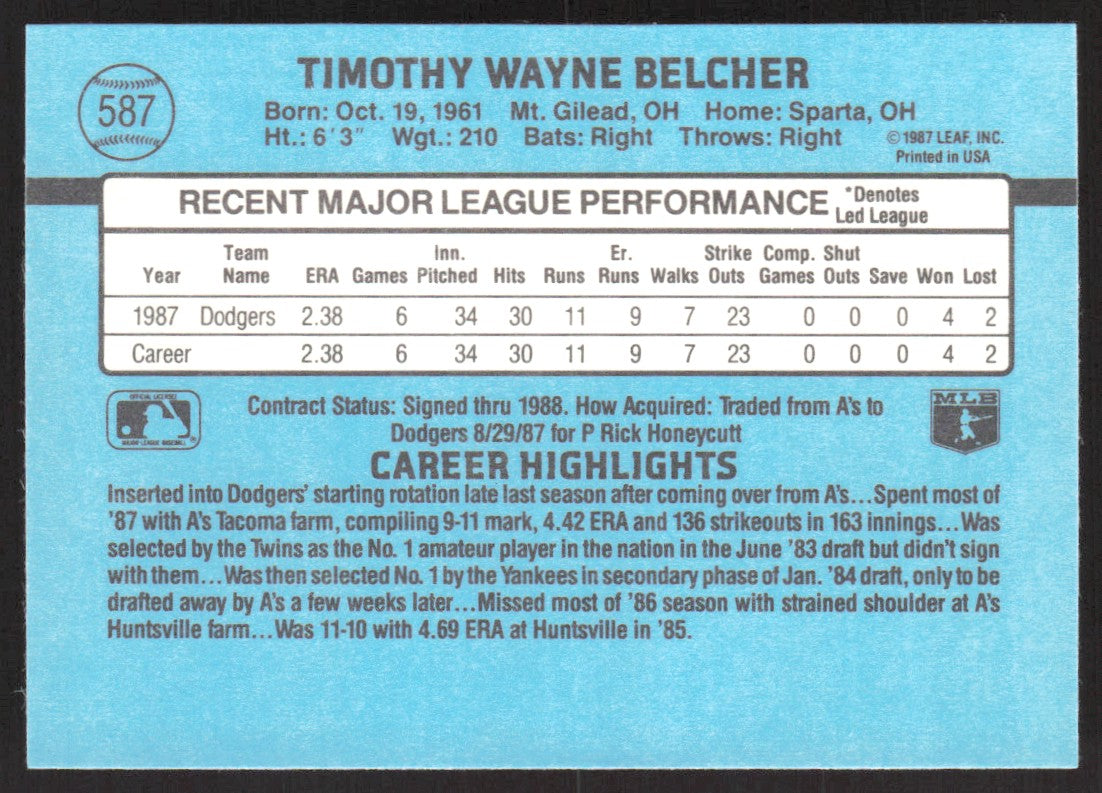 587
TIMOTHY WAYNE BELCHER
Born: Oct. 19, 1961 Mt. Gilead, OH Home: Sparta, OH
Ht.: 6'3" Wgt.: 210 Bats: Right Throws: Right
©1987 LEAF, INC.
Printed in USA
RECENT MAJOR LEAGUE PERFORMANCE
*Denotes
Led League
Team Inn. Er. Strike Comp. Shut
Year Name ERA Games Pitched Hits Runs Runs Walks Outs Games Outs Save Won Lost
1987 Dodgers 2.38 6 34 30 11 9 7 23 0 0 0 4 2
Career 2.38 6 34 30 11 9 7 23 0 0 0 4 2
OFFICIAL LICENSEE
MAJOR LEAGUE BASEBALL
MLB
Contract Status: Signed thru 1988. How Acquired: Traded from A's to
Dodgers 8/29/87 for P Rick Honeycutt
CAREER HIGHLIGHTS
Inserted into Dodgers' starting rotation late last season after coming over from A's...Spent most of
'87 with A's Tacoma farm, compiling 9-11 mark, 4.42 ERA and 136 strikeouts in 163 innings...Was
selected by the Twins as the No. 1 amateur player in the nation in the June '83 draft but didn't sign
with them...Was then selected No. 1 by the Yankees in secondary phase of Jan. '84 draft, only to be
drafted away by A's a few weeks later...Missed most of '86 season with strained shoulder at A's
Huntsville farm...Was 11-10 with 4.69 ERA at Huntsville in '85.